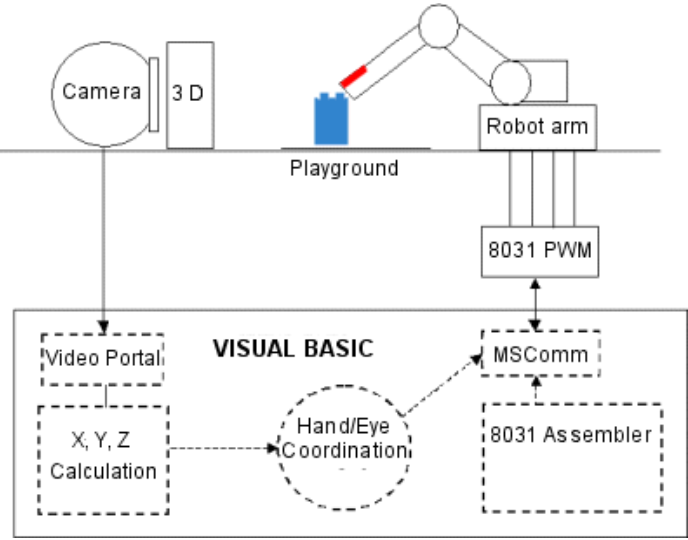 Camera
3 D
Robot arm
Playground
8031 PWM
VISUAL BASIC
Video Portal
MSComm
X, Y, Z
Calculation
Hand/Eye
Coordination
8031 Assembler